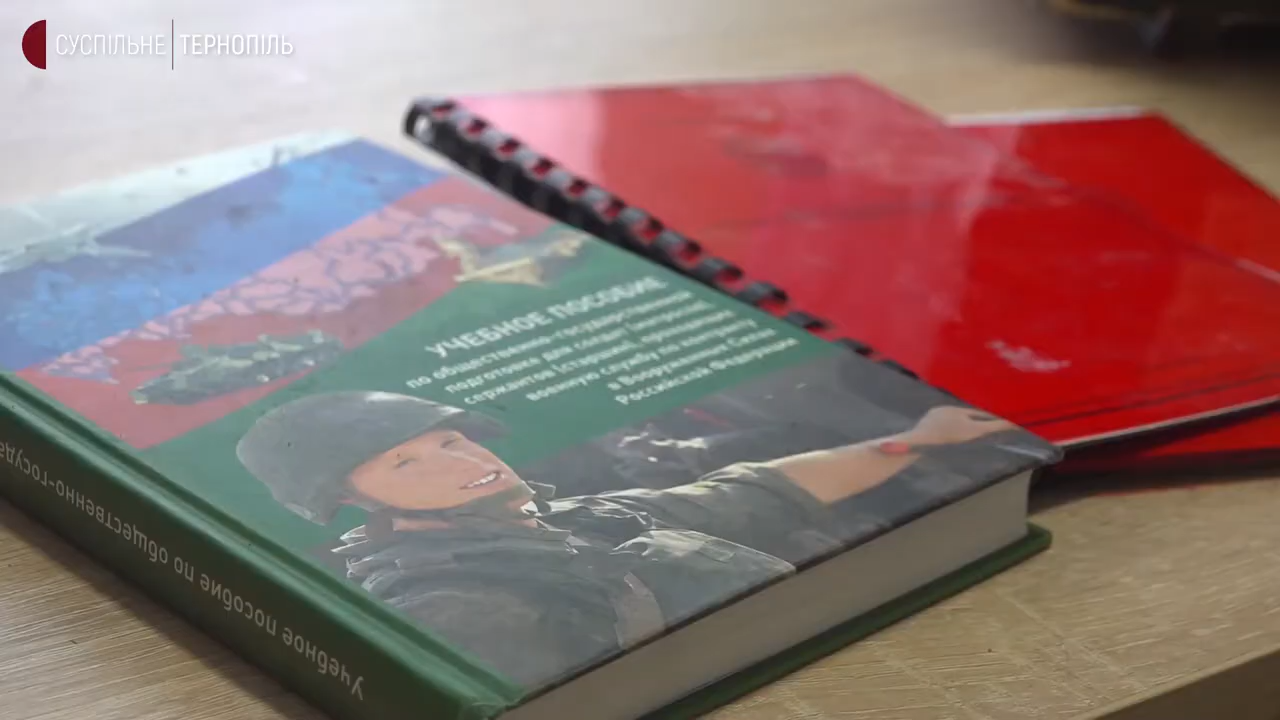 СУСПІЛЬНЕ ТЕРНОПІЛЬ
УЧЕБНОЕ ПОСОБИЕ
по общественно-государственной
подготовке для солдат (матросов),
сержантов (старшин), проходящих
военную службу по контракту
в Вооруженных Силах
Российской Федерации
Учебное пособие по общественно-госуда